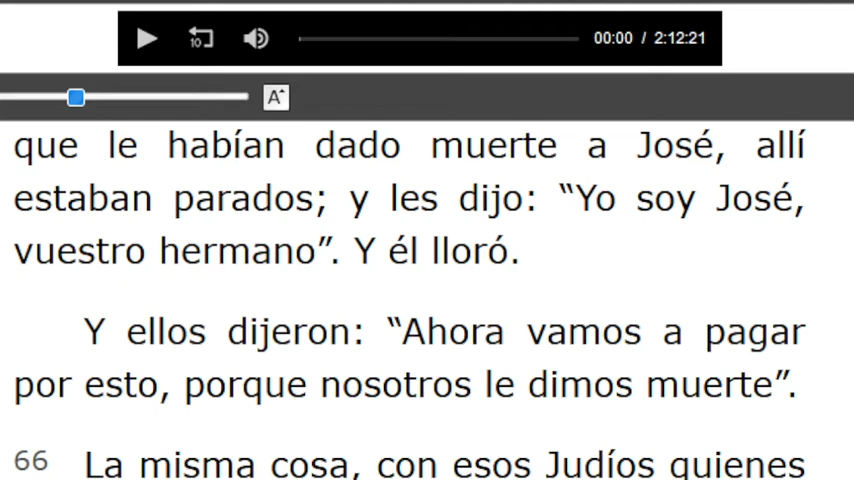 10
00:00 / 2:12:21
A
que le habían dado muerte a José, allí
estaban parados; y les dijo: “Yo soy José,
vuestro hermano”. Y él lloró.
Y ellos dijeron: “Ahora vamos a pagar
por esto, porque nosotros le dimos muerte”.
66 La misma cosa, con esos Judíos quienes